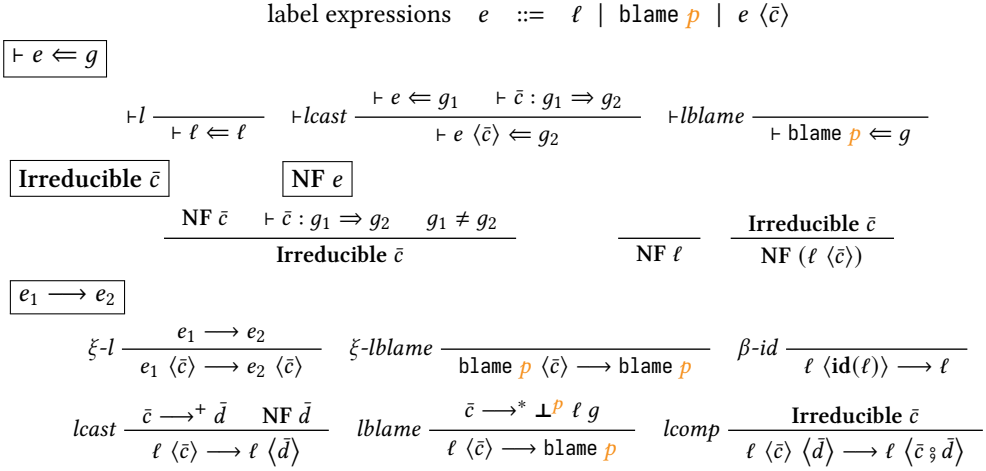 label expressions e ::= ℓ | blame p | e ⟨c̄⟩
⊢ e ⇐ g
⊢l ⊢ ℓ ⇐ ℓ
⊢lcast ⊢ e ⇐ g₁ ⊢ c̄ : g₁ ⇒ g₂
⊢ e ⟨c̄⟩ ⇐ g₂
⊢lblame ⊢ blame p ⇐ g
Irreducible c̄ NF e
NF c̄ ⊢ c̄ : g₁ ⇒ g₂ g₁ ≠ g₂
Irreducible c̄
NF ℓ
Irreducible c̄
NF (ℓ ⟨c̄⟩)
e₁ ⟶ e₂
ξ-l e₁ ⟶ e₂
e₁ ⟨c̄⟩ ⟶ e₂ ⟨c̄⟩
ξ-lblame blame p ⟨c̄⟩ ⟶ blame p
β-id ℓ ⟨id(ℓ)⟩ ⟶ ℓ
lcast c̄ ⟶⁺ d̄ NF d̄
ℓ ⟨c̄⟩ ⟶ ℓ ⟨d̄⟩
lblame c̄ ⟶* ⊥ᵖ ℓ g
ℓ ⟨c̄⟩ ⟶ blame p
lcomp Irreducible c̄
ℓ ⟨c̄⟩ ⟨d̄⟩ ⟶ ℓ ⟨c̄ ⨟ d̄⟩